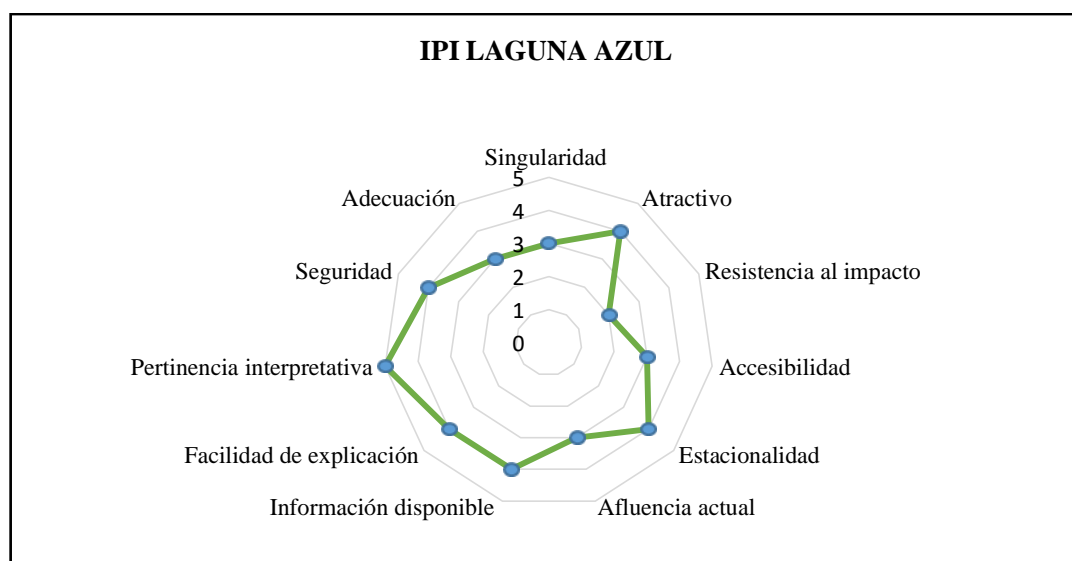 IPI LAGUNA AZUL
Singularidad
5
Adecuación
Atractivo
4
3
Seguridad
Resistencia al impacto
2
1
0
Pertinencia interpretativa
Accesibilidad
Facilidad de explicación
Estacionalidad
Información disponible
Afluencia actual